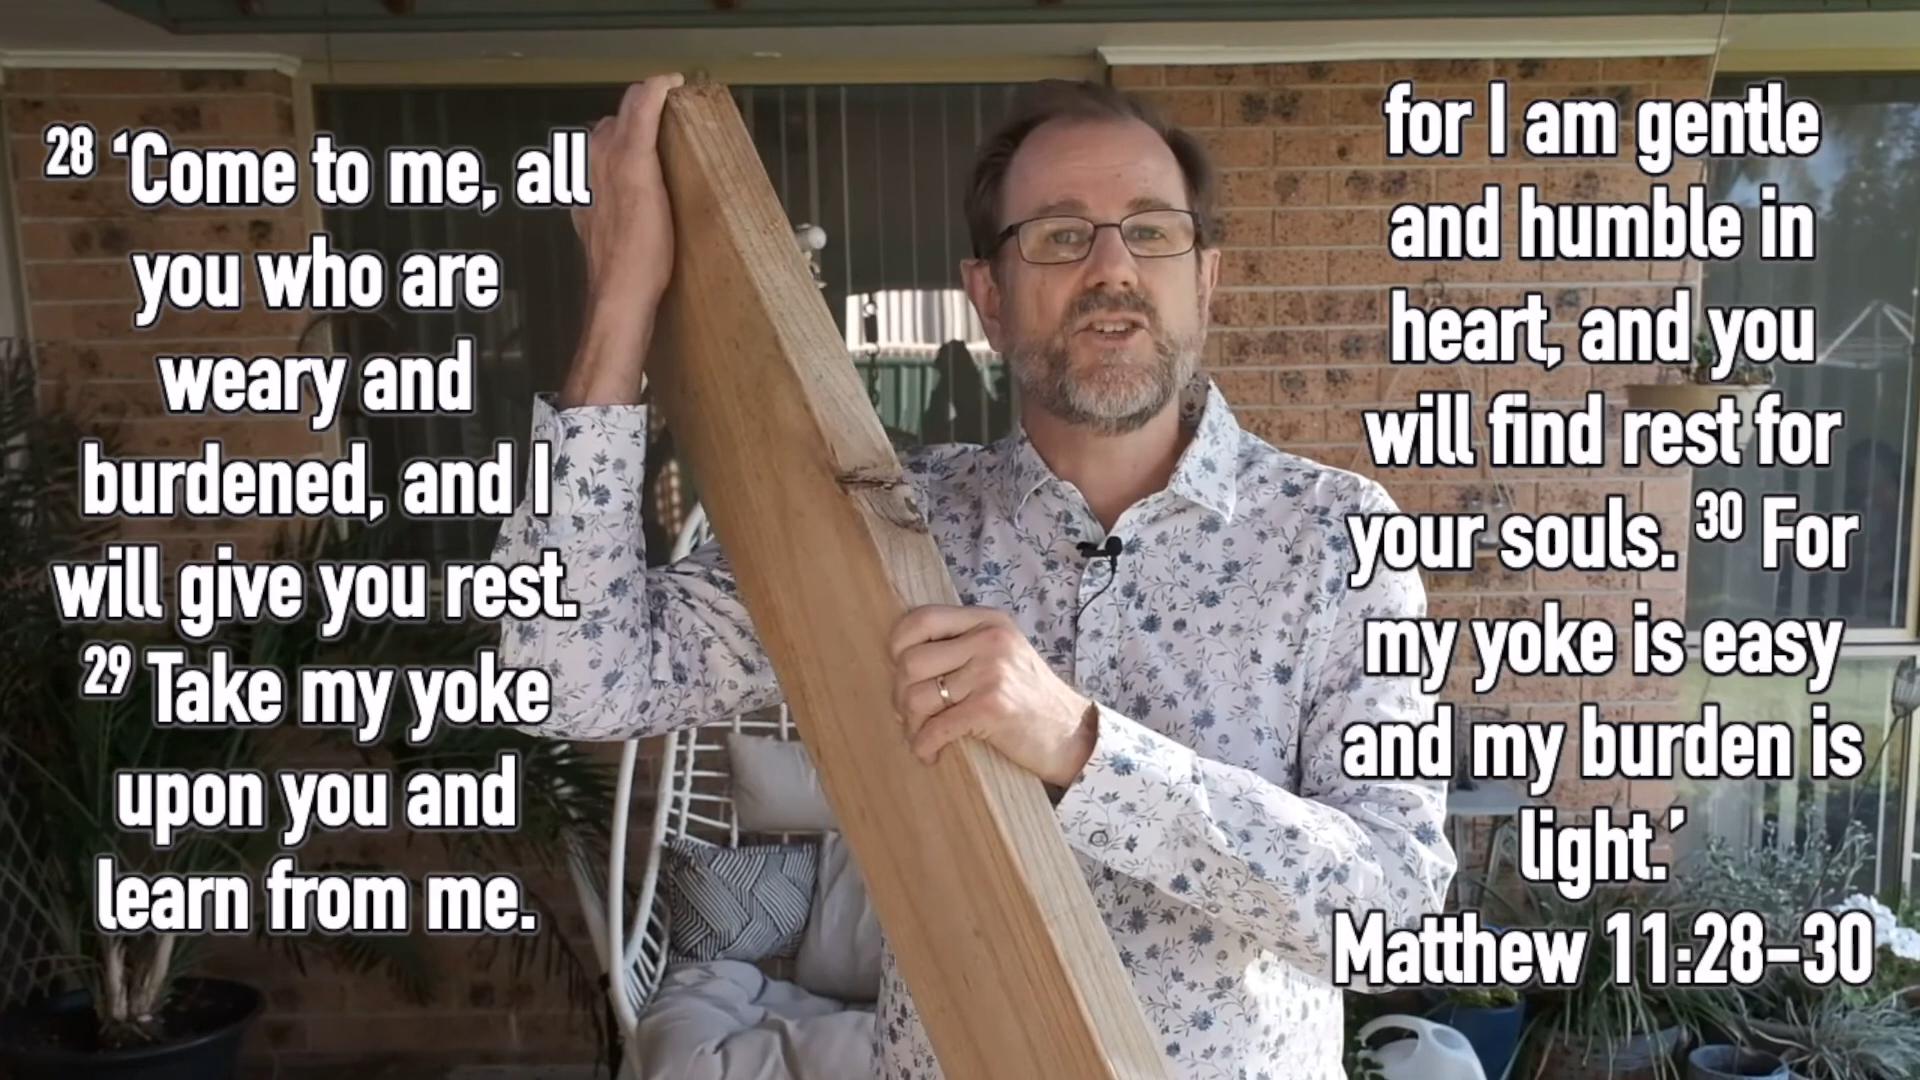 28 ‘Come to me, all
you who are
weary and
burdened, and I
will give you rest.
29 Take my yoke
upon you and
learn from me.
for I am gentle
and humble in
heart, and you
will find rest for
your souls. 30 For
my yoke is easy
and my burden is
light.’
Matthew 11:28–30